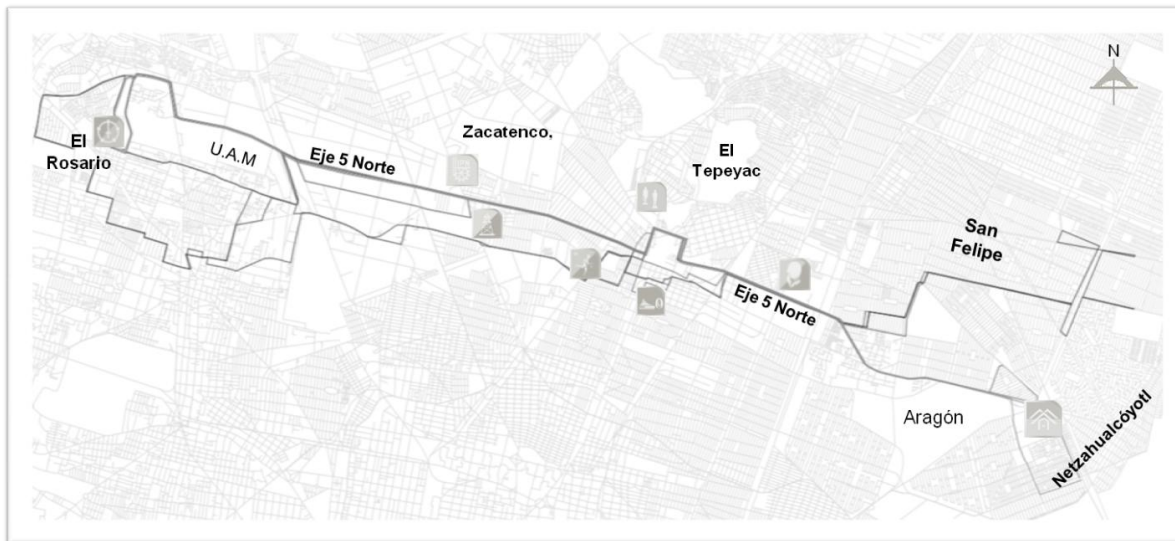 N
El
Rosario
U.A.M
Eje 5 Norte
Zacatenco.
El
Tepeyac
Eje 5 Norte
San
Felipe
Aragón
Netzahualcóyotl